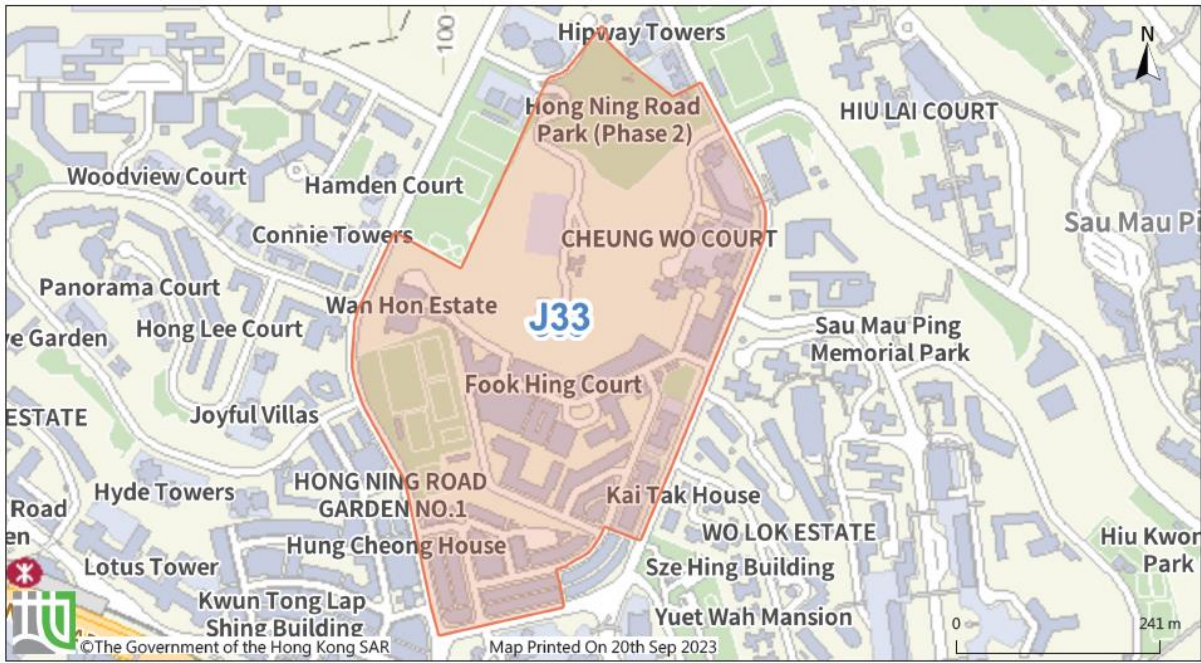 Hipway Towers
N
100
Hong Ning Road
Park (Phase 2)
HIU LAI COURT
Woodview Court
Hamden Court
Connie Towers
CHEUNG WO COURT
Sau Mau Pi
Panorama Court
Wan Hon Estate
J33
Hong Lee Court
ve Garden
Sau Mau Ping
Memorial Park
Fook Hing Court
Joyful Villas
ESTATE
HONG NING ROAD
GARDEN NO.1
Hyde Towers
Kai Tak House
Road
en
WO LOK ESTATE
Hung Cheong House
Hiu Kwon
Park
Lotus Tower
Sze Hing Building
Kwun Tong Lap
Shing Building
Yuet Wah Mansion
0
241 m
©The Government of the Hong Kong SAR
Map Printed On 20th Sep 2023